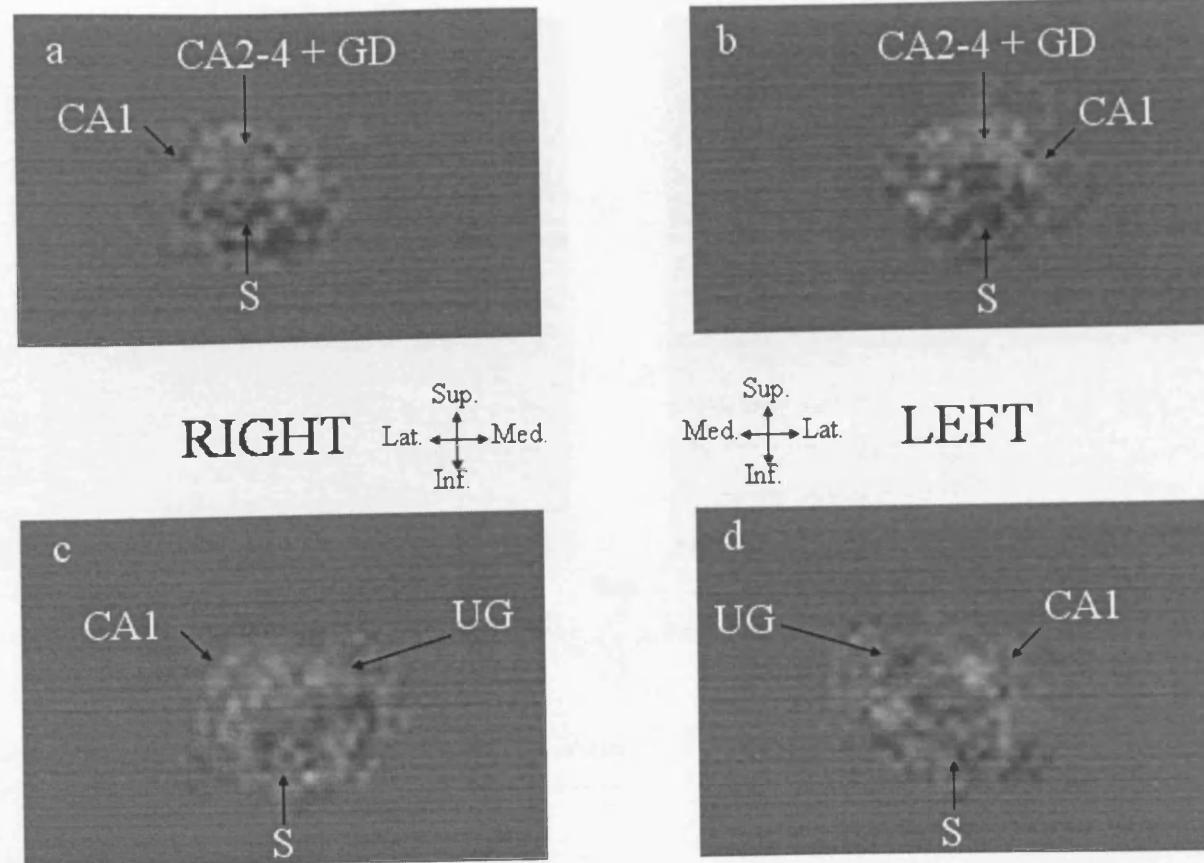 a
CA2-4 + GD
CA1
S
b
CA2-4 + GD
CA1
S
RIGHT
Sup.
Lat.
Med.
Inf.
Sup.
Med.
Lat.
Inf.
LEFT
c
CA1
UG
S
d
UG
CA1
S